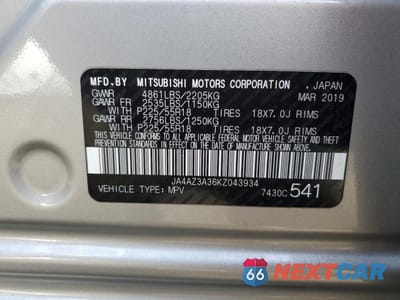 MFD.BY MITSUBISHI MOTORS CORPORATION , JAPAN
GVWR 4861LBS/2205KG MAR 2019
GAWR FR 2535LBS/1150KG
WITH P225/55R18 TIRES 18X7.0J RIMS
GAWR RR 2756LBS/1250KG
WITH P225/55R18 TIRES 18X7.0J RIMS
THIS VEHICLE CONFORMS TO ALL APPLICABLE FEDERAL MOTOR VEHICLE SAFETY AND THEFT PREVENTION STANDARDS IN EFFECT ON THE DATE OF MANUFACTURE SHOWN ABOVE.
JA4AZ3A36KZ043934
VEHICLE TYPE: MPV 7430C 541
66 NEXTCAR